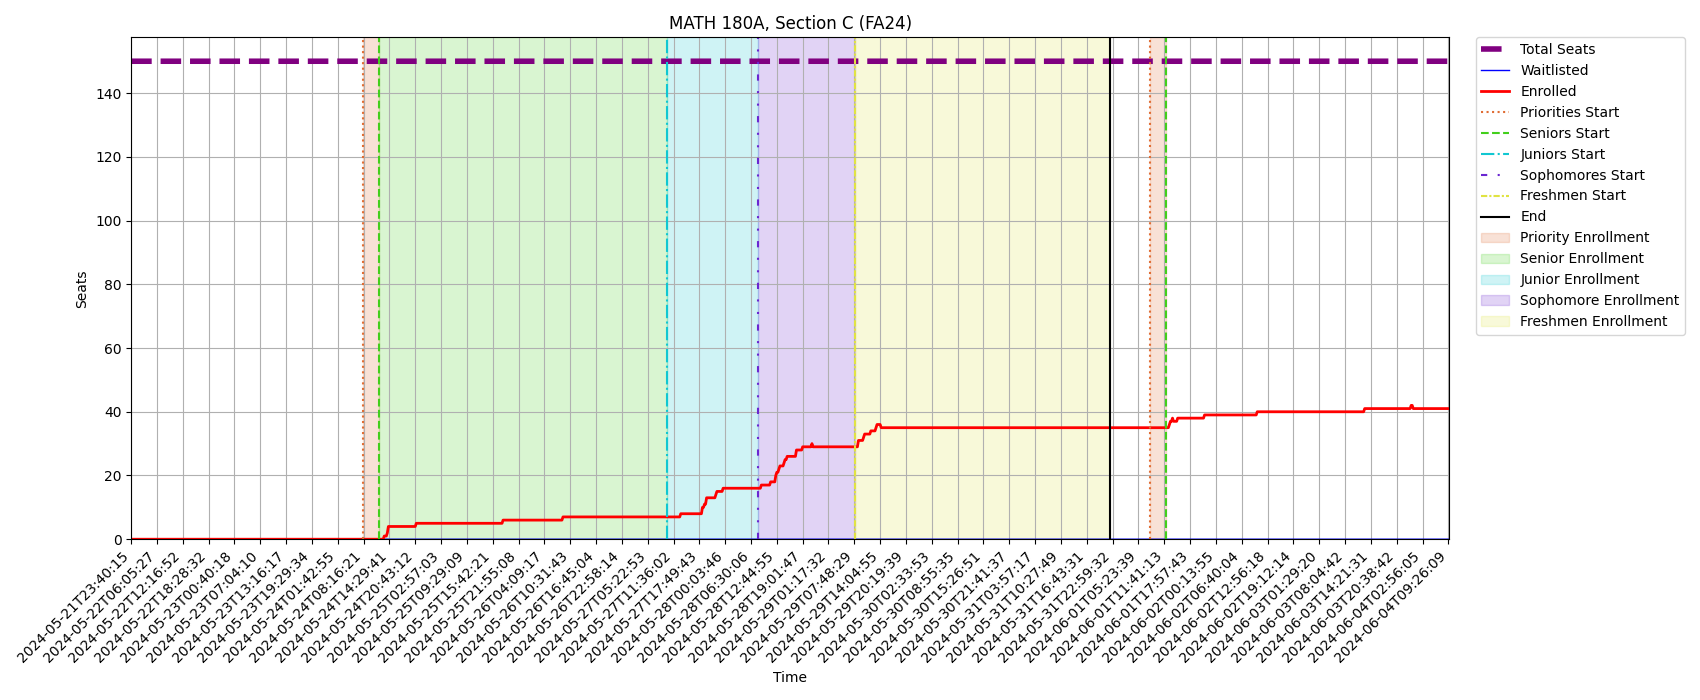 MATH 180A, Section C (FA24)
Total Seats
Waitlisted
Enrolled
Priorities Start
Seniors Start
Juniors Start
Sophomores Start
Freshmen Start
End
Priority Enrollment
Senior Enrollment
Junior Enrollment
Sophomore Enrollment
Freshmen Enrollment
Seats
140
120
100
80
60
40
20
0
2024-05-21T23:40:15
2024-05-22T06:05:27
2024-05-22T12:16:52
2024-05-22T18:28:32
2024-05-23T00:40:18
2024-05-23T07:04:10
2024-05-23T13:16:17
2024-05-23T19:29:34
2024-05-24T01:42:55
2024-05-24T08:16:21
2024-05-24T14:29:41
2024-05-24T20:43:12
2024-05-25T02:57:03
2024-05-25T09:29:09
2024-05-25T15:42:21
2024-05-25T21:55:08
2024-05-26T04:09:17
2024-05-26T10:31:43
2024-05-26T16:45:04
2024-05-26T22:58:14
2024-05-27T05:22:53
2024-05-27T11:36:02
2024-05-27T17:49:43
2024-05-28T00:03:46
2024-05-28T06:30:06
2024-05-28T12:44:55
2024-05-28T19:01:47
2024-05-29T01:17:32
2024-05-29T07:48:29
2024-05-29T14:04:55
2024-05-29T20:19:39
2024-05-30T02:33:53
2024-05-30T08:55:35
2024-05-30T15:26:51
2024-05-30T21:41:37
2024-05-31T03:57:17
2024-05-31T10:27:49
2024-05-31T16:43:31
2024-05-31T22:59:32
2024-06-01T05:23:39
2024-06-01T11:41:13
2024-06-01T17:57:43
2024-06-02T00:13:55
2024-06-02T06:40:04
2024-06-02T12:56:18
2024-06-02T19:12:14
2024-06-03T01:29:20
2024-06-03T08:04:42
2024-06-03T14:21:31
2024-06-03T20:38:42
2024-06-04T02:56:05
2024-06-04T09:26:09
Time